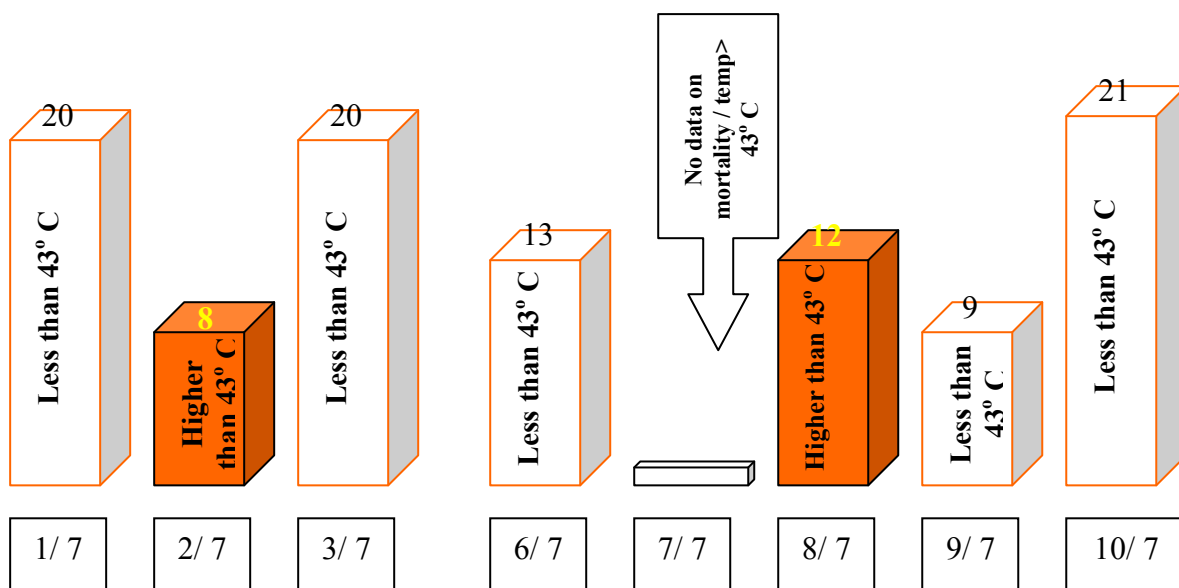 20
Less than 43º C
8
Higher
than 43º C
20
Less than 43º C
13
Less than 43º C
No data on
mortality / temp>
43º C
12
Higher than 43º C
9
Less than
43º C
21
Less than 43º C
1/ 7
2/ 7
3/ 7
6/ 7
7/ 7
8/ 7
9/ 7
10/ 7